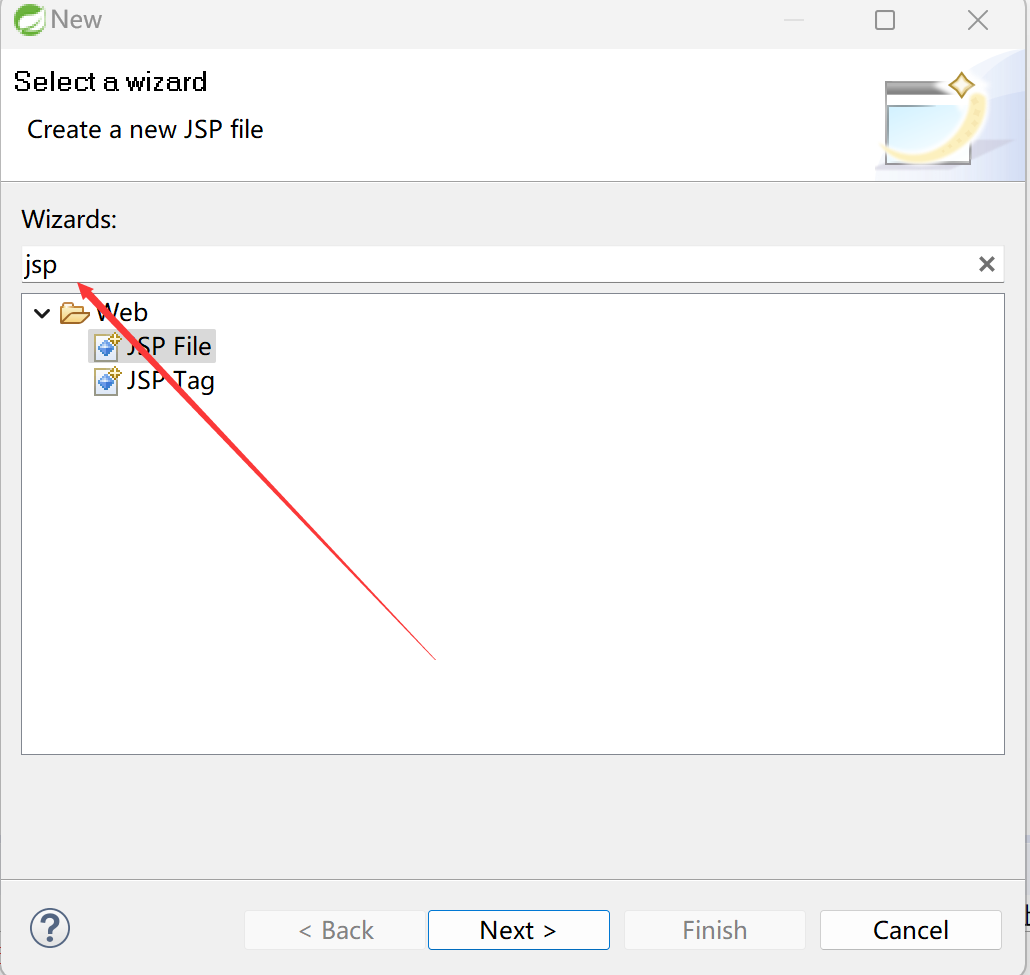 New
Select a wizard
Create a new JSP file
Wizards:
jsp
Web
JSP File
JSP Tag
< Back
Next >
Finish
Cancel